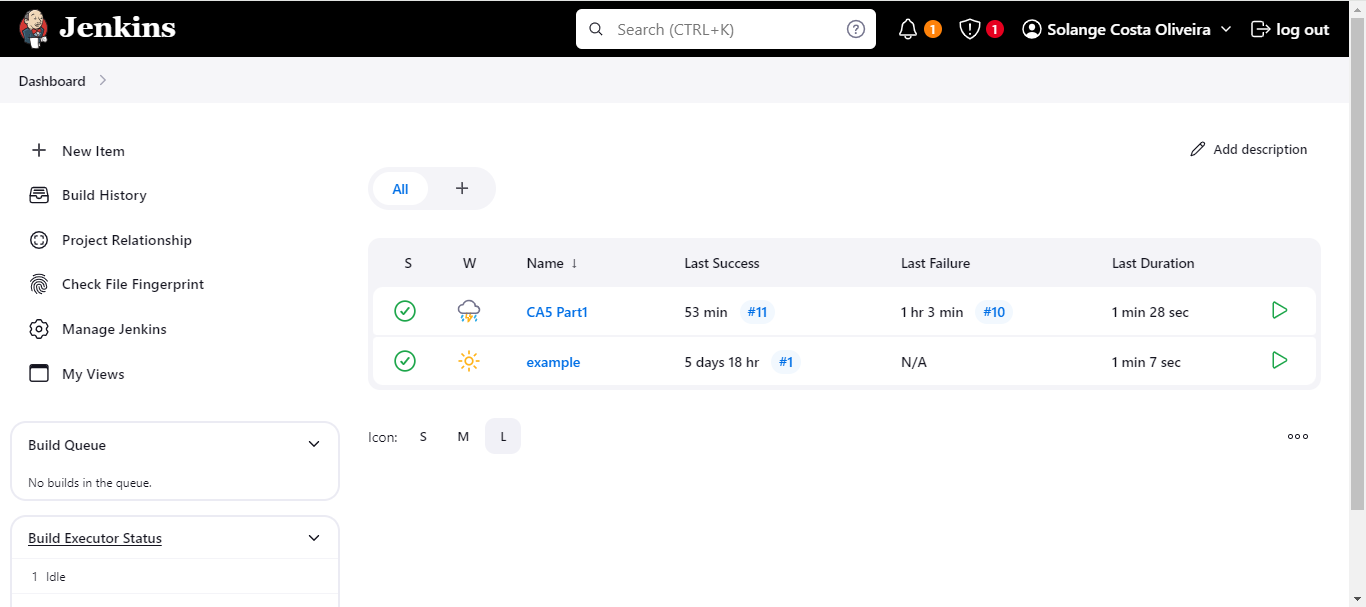 Jenkins
Search (CTRL+K)
1
1
Solange Costa Oliveira
log out
Dashboard
New Item
Build History
Project Relationship
Check File Fingerprint
Manage Jenkins
My Views
Build Queue
No builds in the queue.
Build Executor Status
1 Idle
Add description
All +
S W Name ↓ Last Success Last Failure Last Duration
CA5 Part1 53 min #11 1 hr 3 min #10 1 min 28 sec
example 5 days 18 hr #1 N/A 1 min 7 sec
Icon: S M L